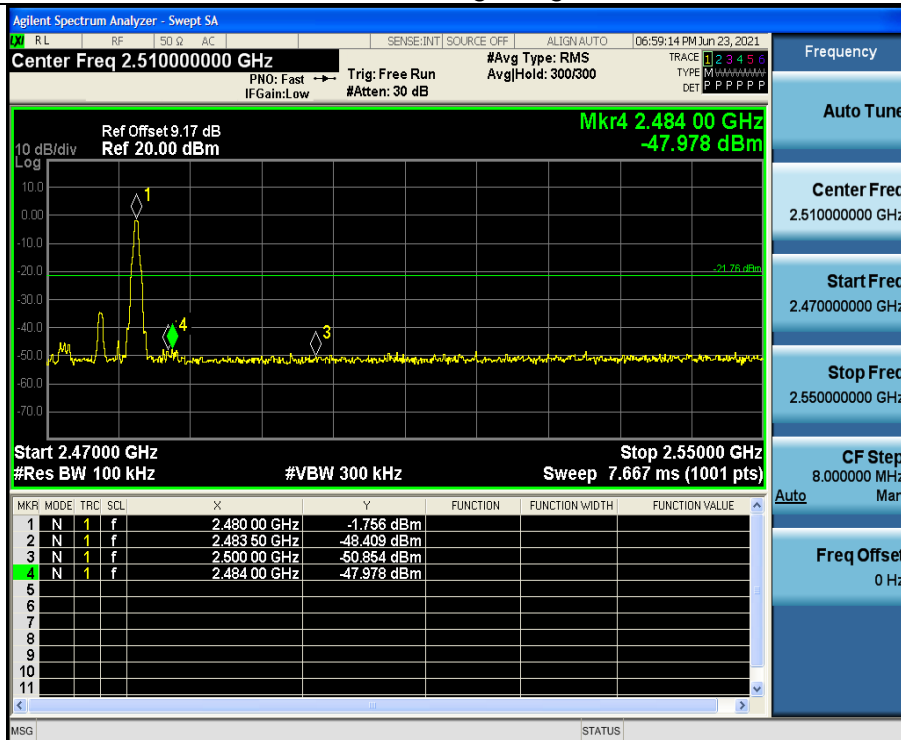 Agilent Spectrum Analyzer - Swept SA
LXI RL RF 50 Ω AC SENSE:INT SOURCE OFF ALIGN AUTO 06:59:14 PM Jun 23, 2021
Center Freq 2.510000000 GHz
PNO: Fast
IFGain:Low
Trig: Free Run
#Atten: 30 dB
#Avg Type: RMS
Avg|Hold: 300/300
TRACE 1 2 3 4 5 6
TYPE M
DET P P P P P P
Mkr4 2.484 00 GHz
-47.978 dBm
Ref Offset 9.17 dB
10 dB/div Ref 20.00 dBm
Log
10.0
0.00
-10.0
-20.0
-30.0
-40.0
-50.0
-60.0
-70.0
1
4
3
-21.76 dBm
Start 2.47000 GHz Stop 2.55000 GHz
#Res BW 100 kHz #VBW 300 kHz Sweep 7.667 ms (1001 pts)
MKR MODE TRC SCL X Y FUNCTION FUNCTION WIDTH FUNCTION VALUE
1 N 1 f 2.480 00 GHz -1.756 dBm
2 N 1 f 2.483 50 GHz -48.409 dBm
3 N 1 f 2.500 00 GHz -50.854 dBm
4 N 1 f 2.484 00 GHz -47.978 dBm
5
6
7
8
9
10
11
MSG STATUS
Frequency
Auto Tune
Center Freq
2.510000000 GHz
Start Freq
2.470000000 GHz
Stop Freq
2.550000000 GHz
CF Step
8.000000 MHz
Auto Man
Freq Offset
0 Hz